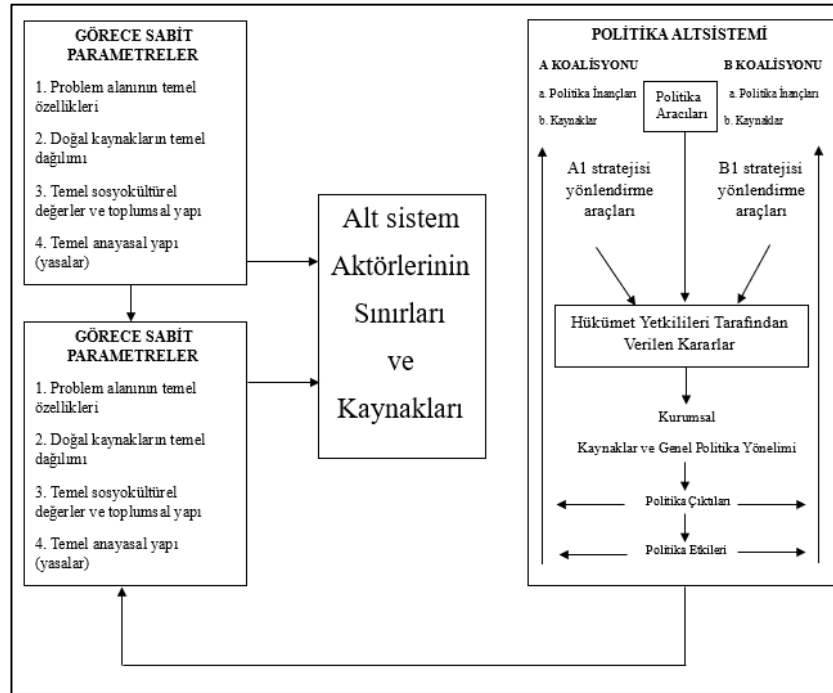 GÖRECE SABİT
PARAMETRELER
1. Problem alanının temel
özellikleri
2. Doğal kaynakların temel
dağılımı
3. Temel sosyokültürel
değerler ve toplumsal yapı
4. Temel anayasal yapı
(yasalar)
GÖRECE SABİT
PARAMETRELER
1. Problem alanının temel
özellikleri
2. Doğal kaynakların temel
dağılımı
3. Temel sosyokültürel
değerler ve toplumsal yapı
4. Temel anayasal yapı
(yasalar)
Alt sistem
Aktörlerinin
Sınırları
ve
Kaynakları
POLİTİKA ALTSİSTEMİ
A KOALİSYONU
a. Politika İnançları
b. Kaynaklar
Politika
Aracıları
B KOALİSYONU
a. Politika İnançları
b. Kaynaklar
A1 stratejisi
yönlendirme
araçları
B1 stratejisi
yönlendirme
araçları
Hükümet Yetkilileri Tarafından
Verilen Kararlar
Kurumsal
Kaynaklar ve Genel Politika Yönelimi
Politika Çıktıları
Politika Etkileri